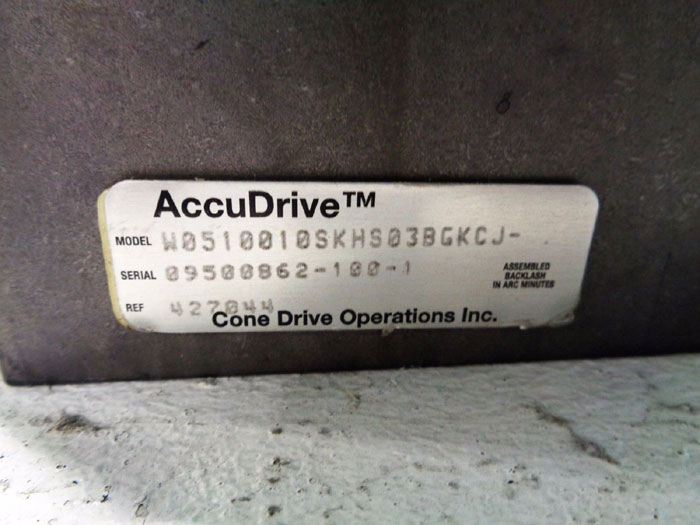 AccuDrive™
MODEL W0510010SKHS03BGKCJ-
SERIAL 09500862-100-1
ASSEMBLED
BACKLASH
IN ARC MINUTES
REF 427044
Cone Drive Operations Inc.